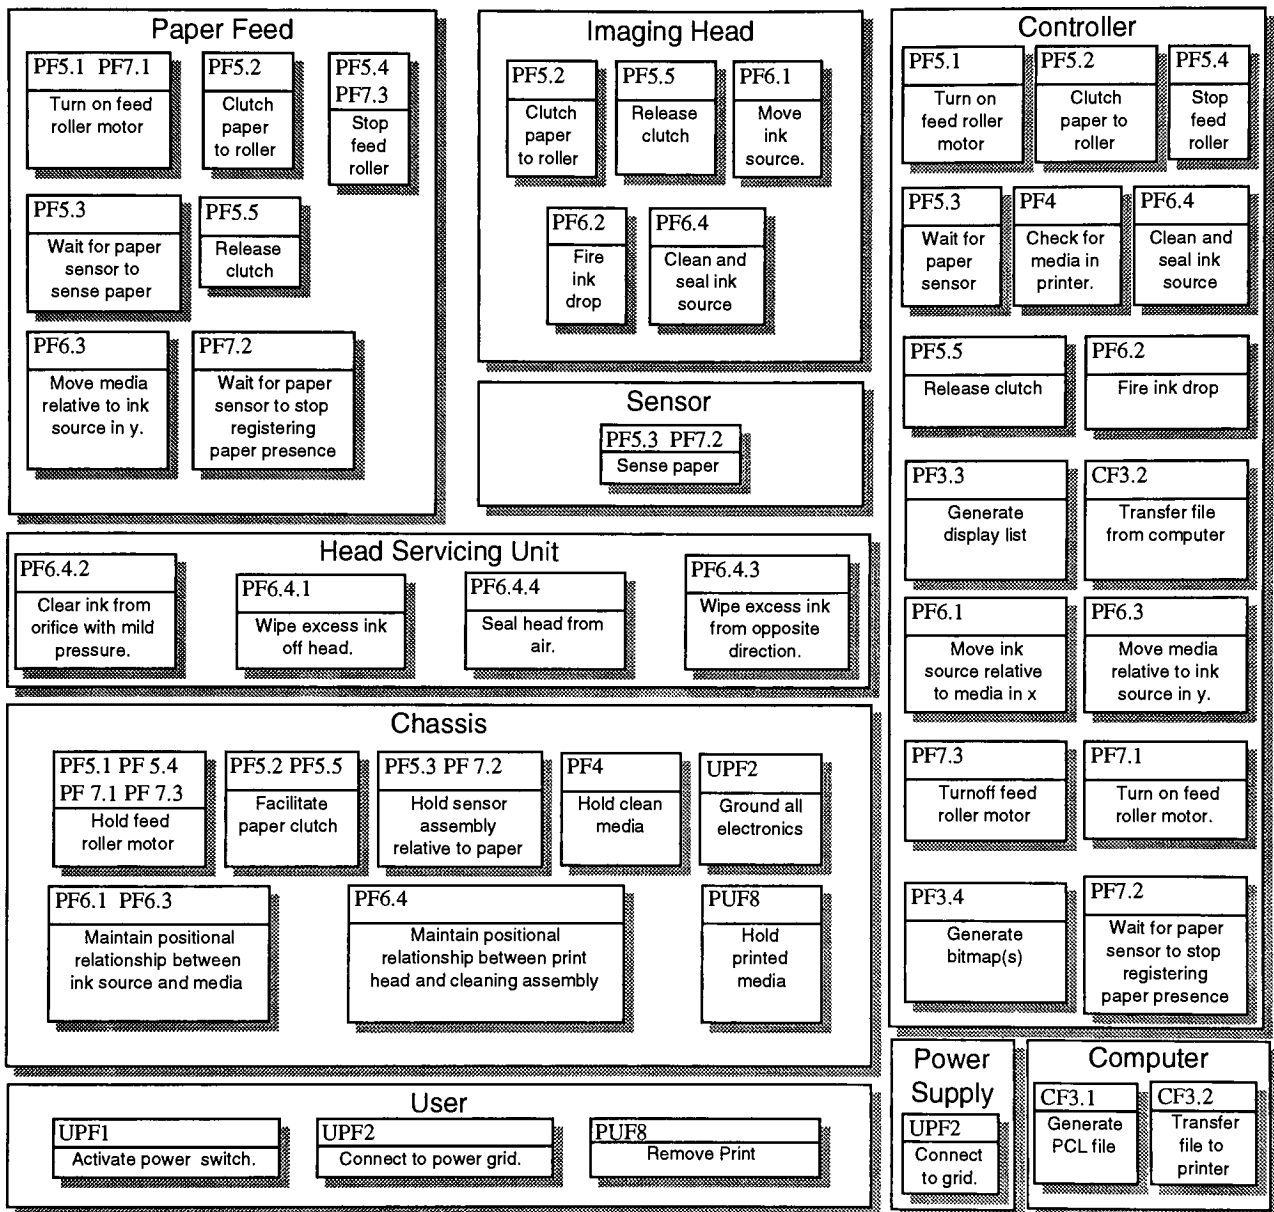 Paper Feed
PF5.1 PF7.1
Turn on feed
roller motor
PF5.2
Clutch
paper
to roller
PF5.4
PF7.3
Stop
feed
roller
PF5.3
Wait for paper
sensor to
sense paper
PF5.5
Release
clutch
PF6.3
Move media
relative to ink
source in y.
PF7.2
Wait for paper
sensor to stop
registering
paper presence
Imaging Head
PF5.2
Clutch
paper
to roller
PF5.5
Release
clutch
PF6.1
Move
ink
source.
PF6.2
Fire
ink
drop
PF6.4
Clean and
seal ink
source
Sensor
PF5.3 PF7.2
Sense paper
Controller
PF5.1
Turn on
feed roller
motor
PF5.2
Clutch
paper to
roller
PF5.4
Stop
feed
roller
PF5.3
Wait for
paper
sensor
PF4
Check for
media in
printer.
PF6.4
Clean and
seal ink
source
PF5.5
Release clutch
PF6.2
Fire ink drop
PF3.3
Generate
display list
CF3.2
Transfer file
from computer
PF6.1
Move ink
source relative
to media in x
PF6.3
Move media
relative to ink
source in y.
PF7.3
Turnoff feed
roller motor
PF7.1
Turn on feed
roller motor.
PF3.4
Generate
bitmap(s)
PF7.2
Wait for paper
sensor to stop
registering
paper presence
Head Servicing Unit
PF6.4.2
Clear ink from
orifice with mild
pressure.
PF6.4.1
Wipe excess ink
off head.
PF6.4.4
Seal head from
air.
PF6.4.3
Wipe excess ink
from opposite
direction.
Chassis
PF5.1 PF 5.4
PF 7.1 PF 7.3
Hold feed
roller motor
PF5.2 PF5.5
Facilitate
paper clutch
PF5.3 PF 7.2
Hold sensor
assembly
relative to paper
PF4
Hold clean
media
UPF2
Ground all
electronics
PF6.1 PF6.3
Maintain positional
relationship between
ink source and media
PF6.4
Maintain positional
relationship between print
head and cleaning assembly
PUF8
Hold
printed
media
User
UPF1
Activate power switch.
UPF2
Connect to power grid.
PUF8
Remove Print
Power
Supply
UPF2
Connect
to grid.
Computer
CF3.1
Generate
PCL file
CF3.2
Transfer
file to
printer